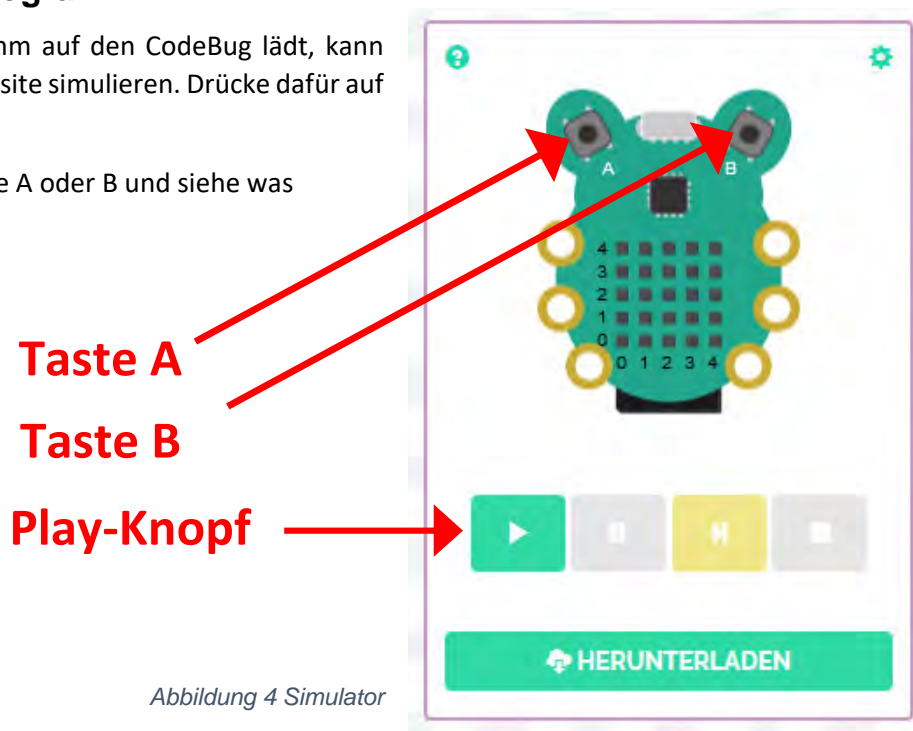 mm auf den CodeBug lädt, kann
site simulieren. Drücke dafür auf
e A oder B und siehe was
A
B
4
3
2
1
0
0 1 2 3 4
Taste A
Taste B
Play-Knopf
HERUNTERLADEN
Abbildung 4 Simulator